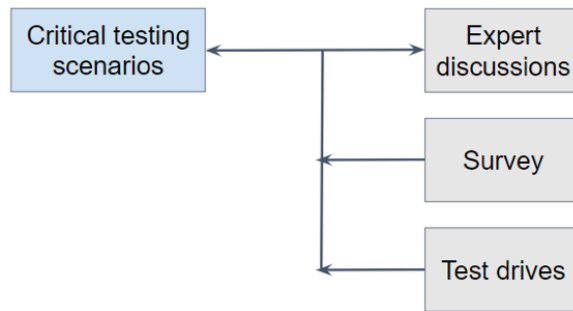 Critical testing
scenarios
Expert
discussions
Survey
Test drives